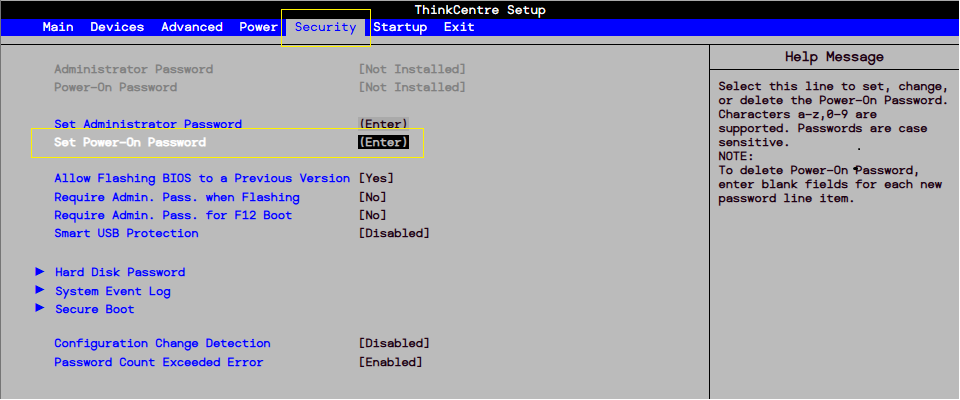 ThinkCentre Setup
Main Devices Advanced Power Security Startup Exit
Administrator Password [Not Installed]
Power-On Password [Not Installed]
Set Administrator Password (Enter)
Set Power-On Password (Enter)
Allow Flashing BIOS to a Previous Version [Yes]
Require Admin. Pass. when Flashing [No]
Require Admin. Pass. for F12 Boot [No]
Smart USB Protection [Disabled]
Hard Disk Password
System Event Log
Secure Boot
Configuration Change Detection [Disabled]
Password Count Exceeded Error [Enabled]
Help Message
Select this line to set, change,
or delete the Power-On Password.
Characters a-z,0-9 are
supported. Passwords are case
sensitive.
NOTE:
To delete Power-On Password,
enter blank fields for each new
password line item.